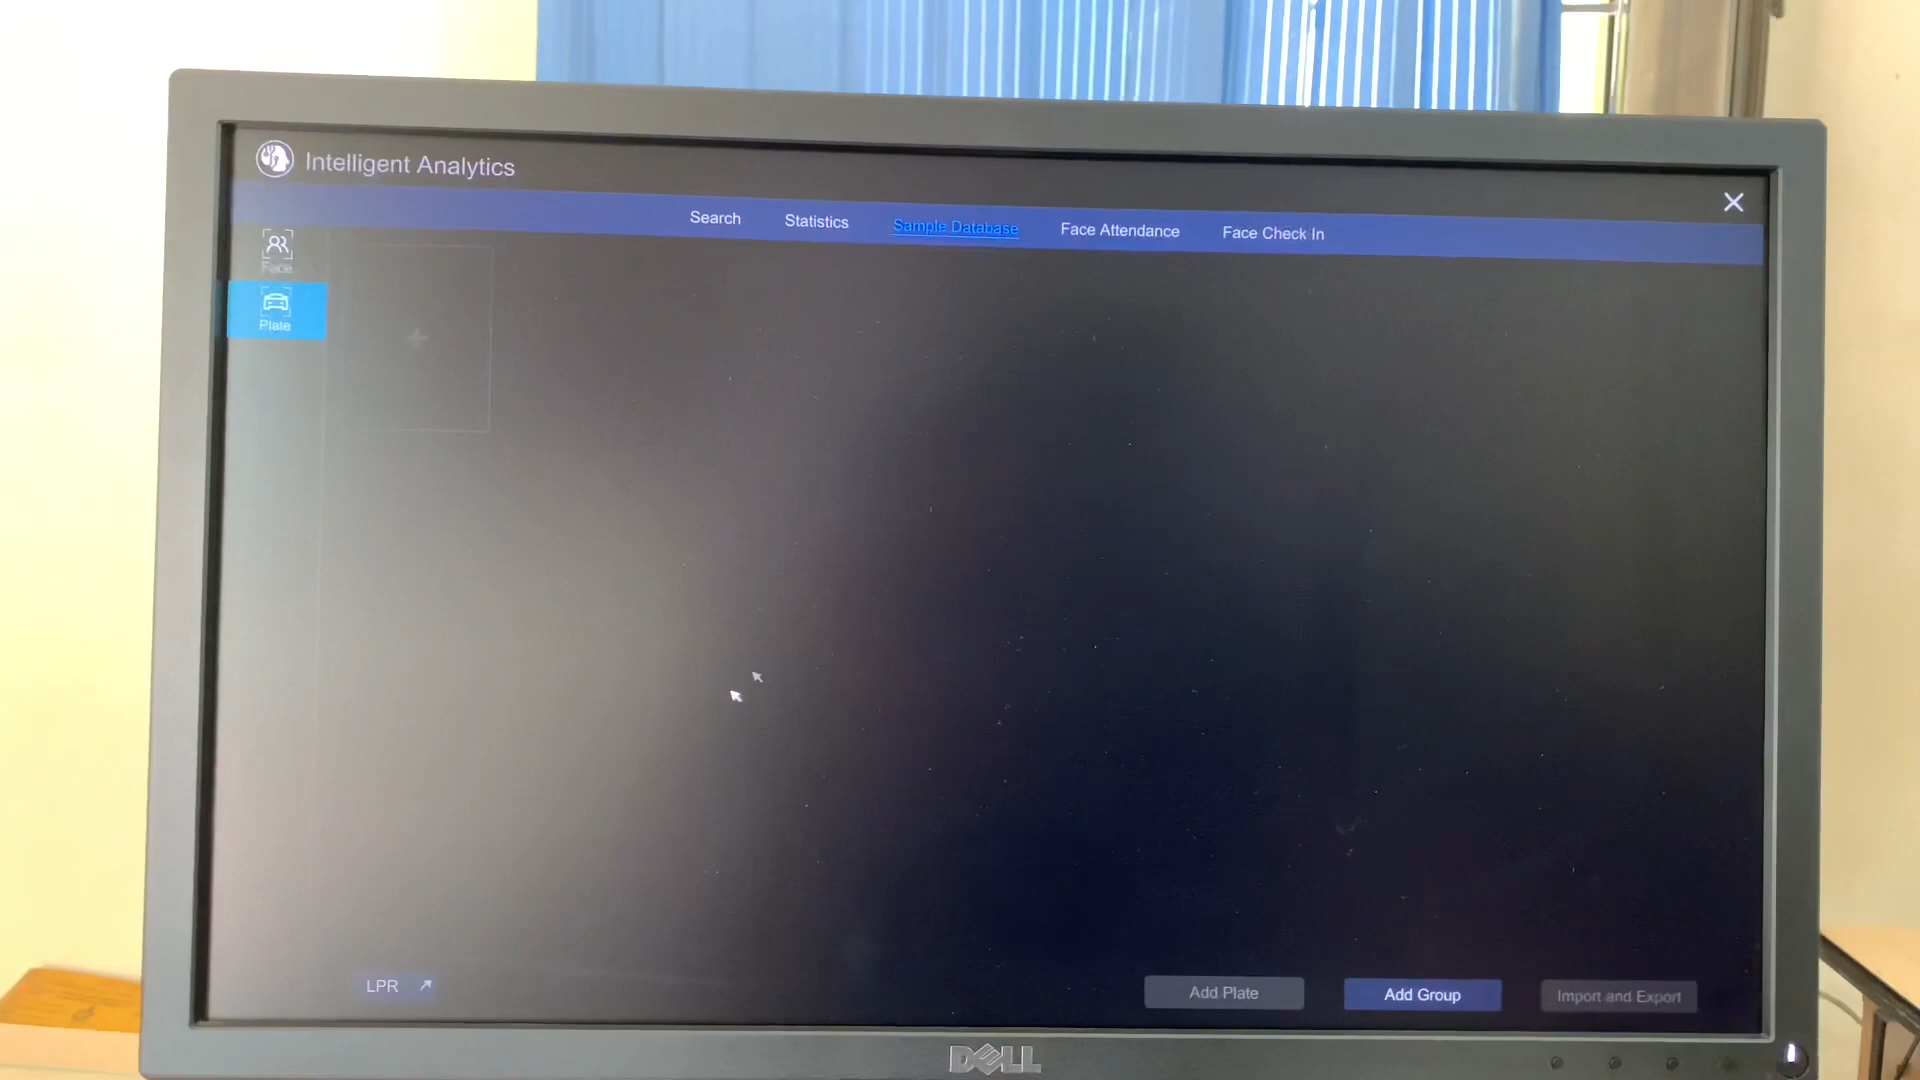 Intelligent Analytics
Search
Statistics
Sample Database
Face Attendance
Face Check In
Face
Plate
LPR
Add Plate
Add Group
Import and Export
DELL